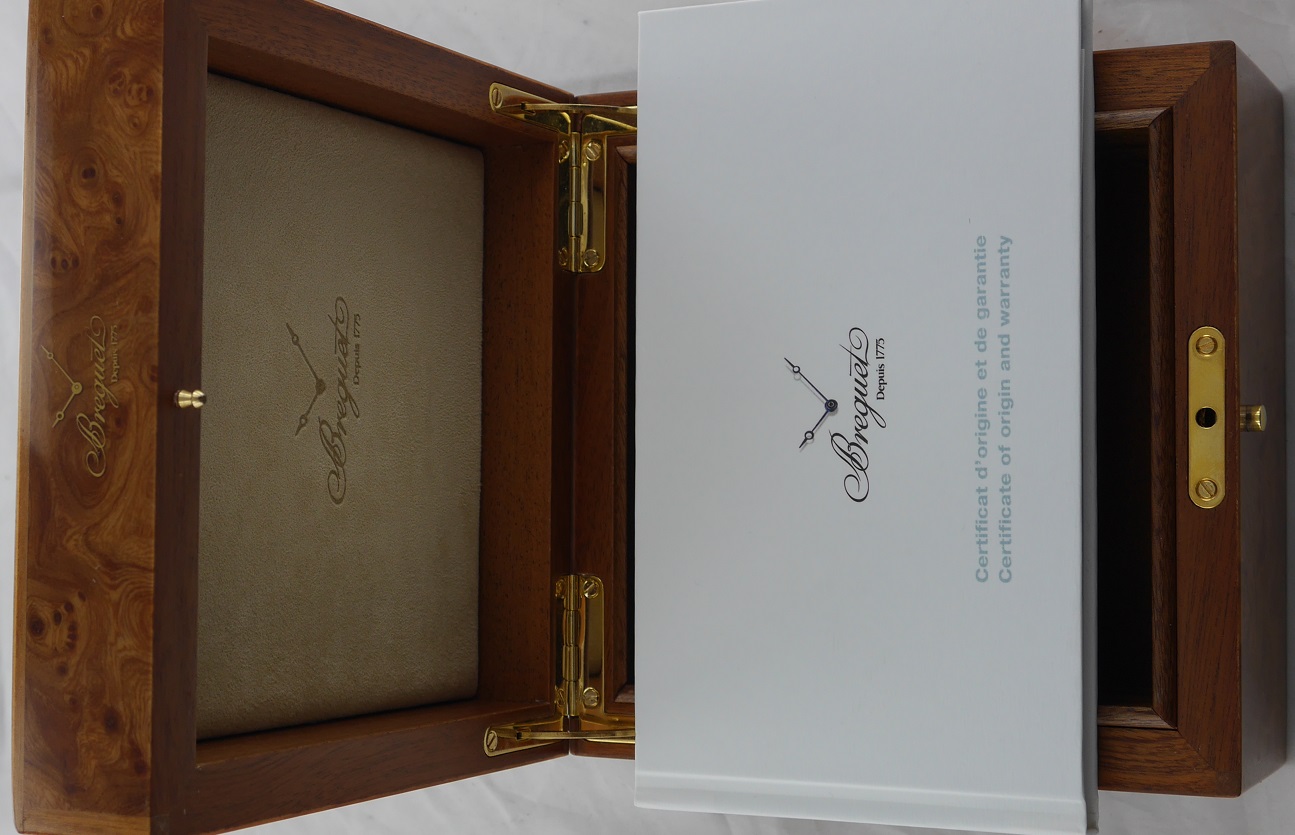 Breguet
Depuis 1775
Breguet
Depuis 1775
Breguet
Depuis 1775
Certificat d'origine et de garantie
Certificate of origin and warranty